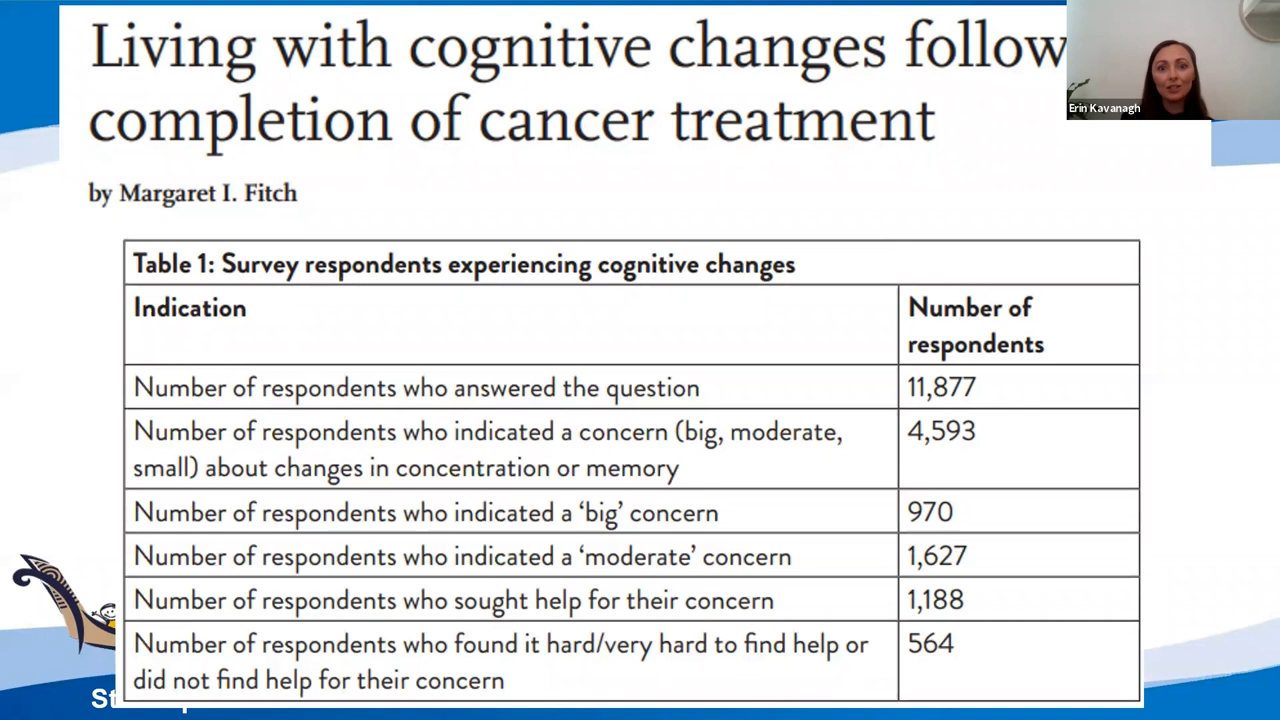 Living with cognitive changes follow
completion of cancer treatment
Erin Kavanagh
by Margaret I. Fitch
Table 1: Survey respondents experiencing cognitive changes
Indication
Number of
respondents
Number of respondents who answered the question
11,877
Number of respondents who indicated a concern (big, moderate,
small) about changes in concentration or memory
4,593
Number of respondents who indicated a ‘big’ concern
970
Number of respondents who indicated a ‘moderate’ concern
1,627
Number of respondents who sought help for their concern
1,188
Number of respondents who found it hard/very hard to find help or
did not find help for their concern
564